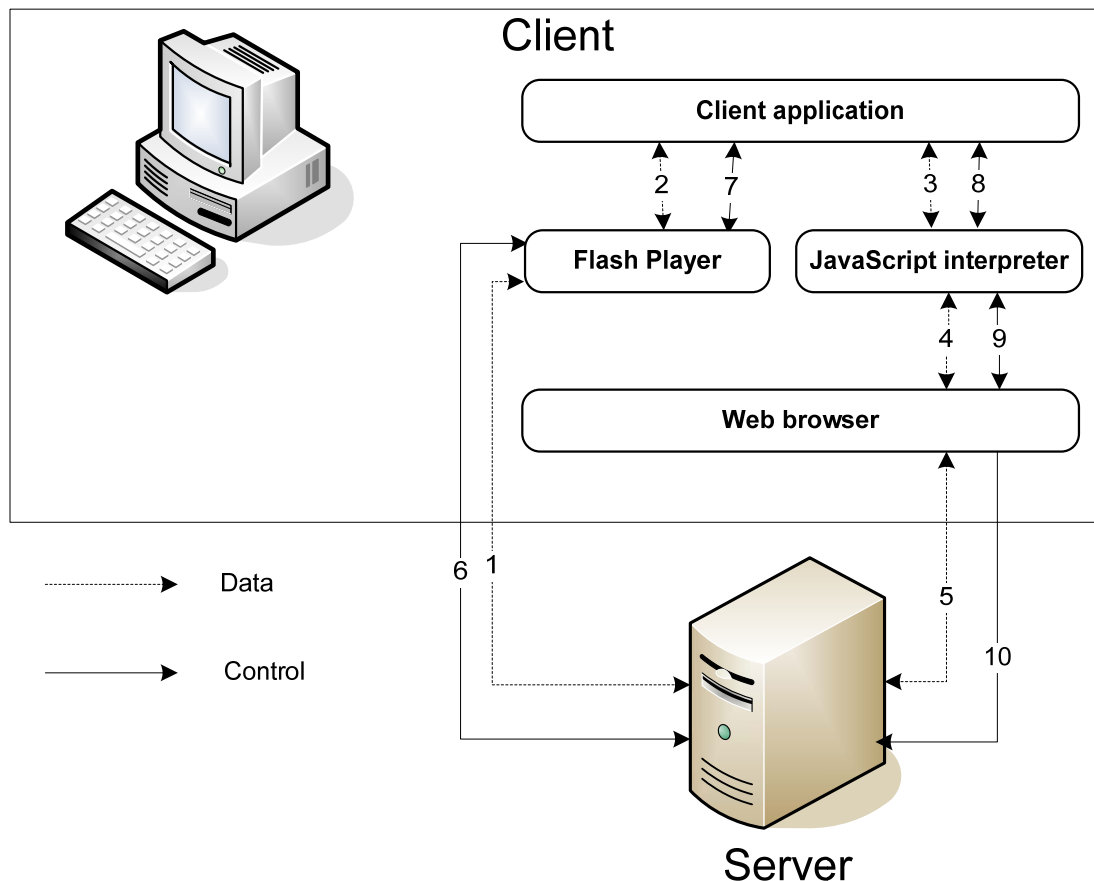 Client
Client application
2
7
3
8
Flash Player
JavaScript interpreter
4
9
Web browser
6
1
5
10
Data
Control
Server